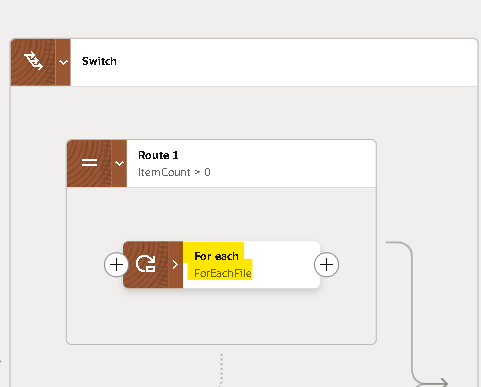 Switch
Route 1
ItemCount > 0
For each
ForEachFile